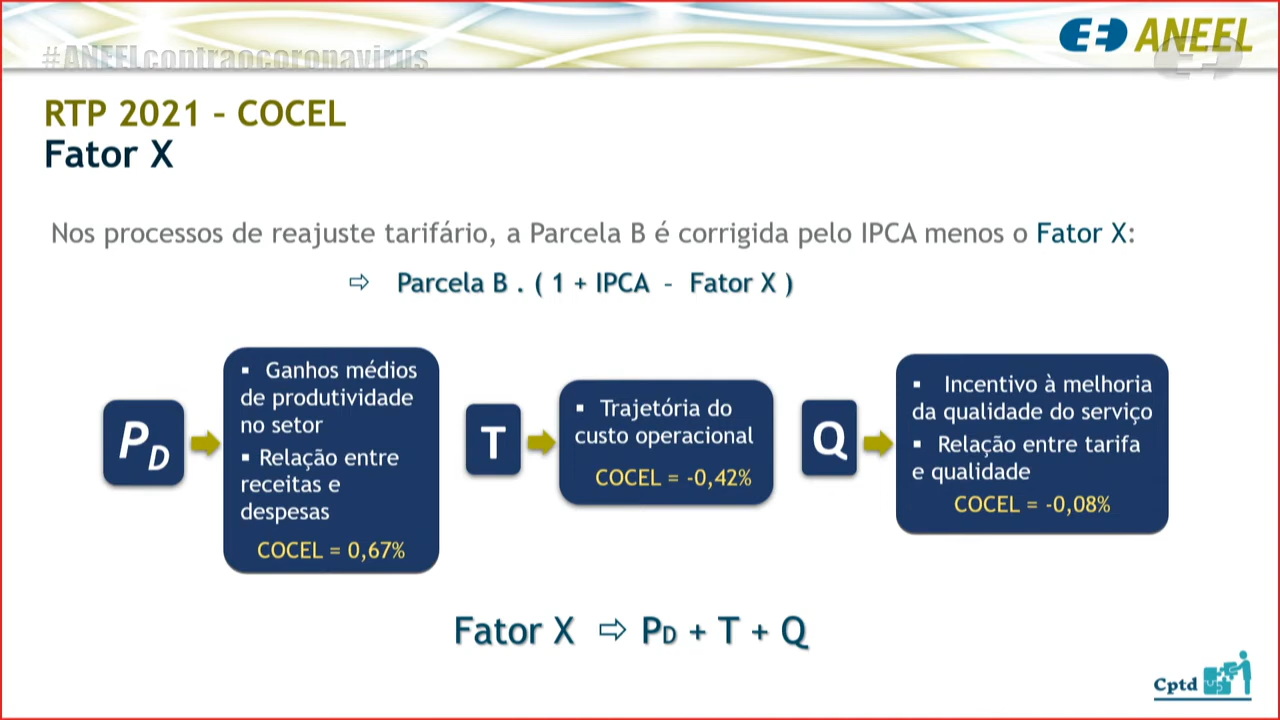 #ANEELcontraocoronavirus
ANEEL
RTP 2021 – COCEL
Fator X
Nos processos de reajuste tarifário, a Parcela B é corrigida pelo IPCA menos o Fator X:
⇨ Parcela B . ( 1 + IPCA – Fator X )
PD
▪ Ganhos médios
de produtividade
no setor
▪ Relação entre
receitas e
despesas
COCEL = 0,67%
T
▪ Trajetória do
custo operacional
COCEL = -0,42%
Q
▪ Incentivo à melhoria
da qualidade do serviço
▪ Relação entre tarifa
e qualidade
COCEL = -0,08%
Fator X ⇨ PD + T + Q
Cptd